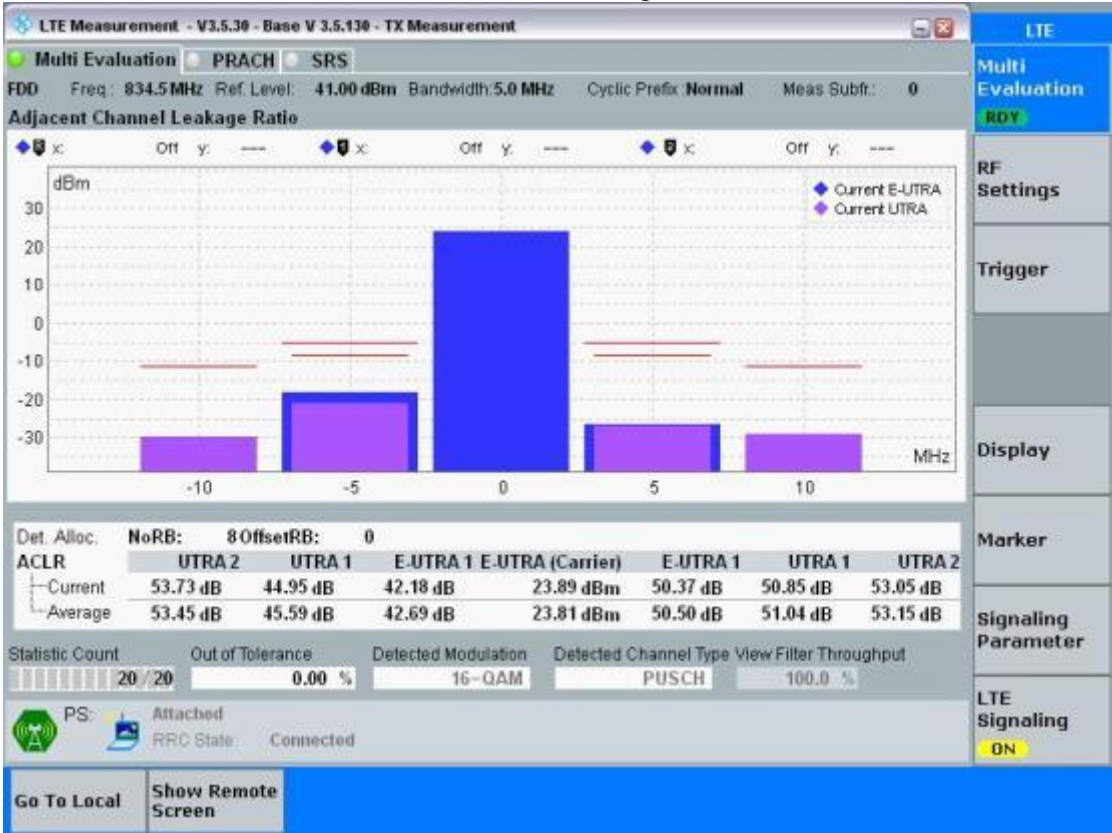 LTE Measurement - V3.5.30 - Base V 3.5.130 - TX Measurement
LTE
Multi Evaluation PRACH SRS
Multi Evaluation
RDY
FDD Freq.: 834.5 MHz Ref. Level: 41.00 dBm Bandwidth: 5.0 MHz Cyclic Prefix: Normal Meas Subfr.: 0
Adjacent Channel Leakage Ratio
x: Off y: --- x: Off y: --- x: Off y: ---
dBm
Current E-UTRA
Current UTRA
30
20
10
0
-10
-20
-30
MHz
-10 -5 0 5 10
RF
Settings
Trigger
Display
Marker
Signaling
Parameter
LTE
Signaling
ON
Det. Alloc. NoRB: 8 OffsetRB: 0
ACLR UTRA 2 UTRA 1 E-UTRA 1 E-UTRA (Carrier) E-UTRA 1 UTRA 1 UTRA 2
Current 53.73 dB 44.95 dB 42.18 dB 23.89 dBm 50.37 dB 50.85 dB 53.05 dB
Average 53.45 dB 45.59 dB 42.69 dB 23.81 dBm 50.50 dB 51.04 dB 53.15 dB
Statistic Count Out of Tolerance Detected Modulation Detected Channel Type View Filter Throughput
20 / 20 0.00 % 16-QAM PUSCH 100.0 %
PS: Attached
RRC State: Connected
Go To Local
Show Remote
Screen